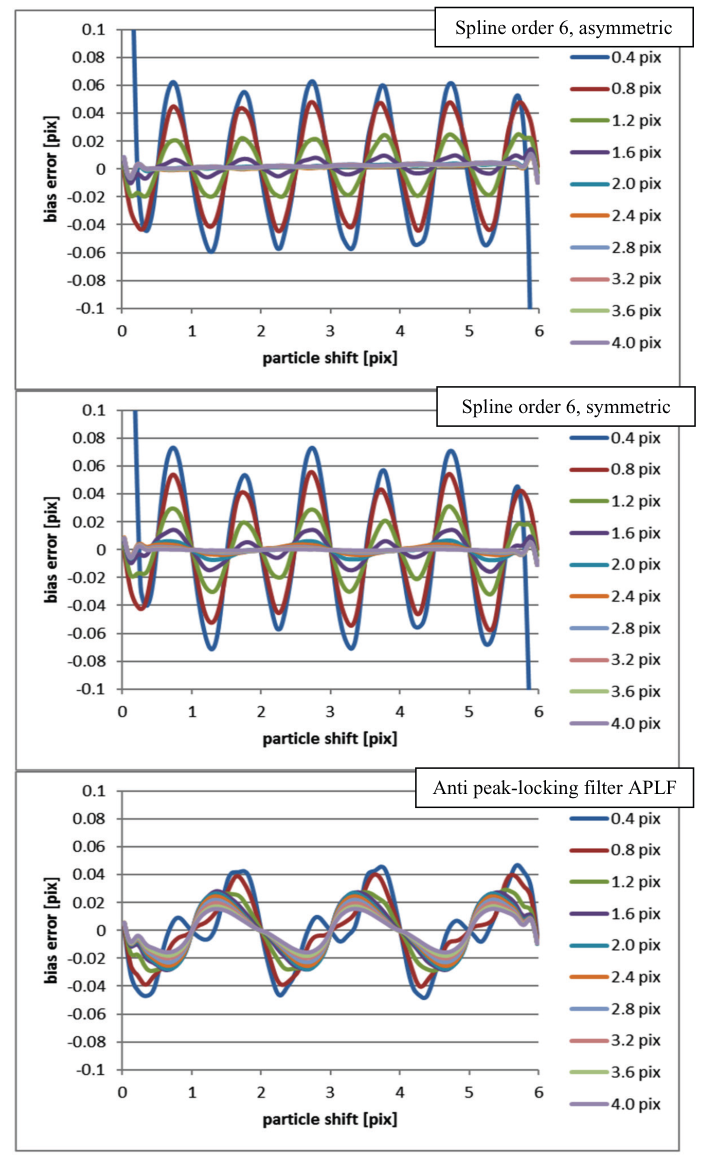 Spline order 6, asymmetric
0.1
0.08
0.06
0.04
0.02
0
-0.02
-0.04
-0.06
-0.08
-0.1
bias error [pix]
0 1 2 3 4 5 6
particle shift [pix]
0.4 pix
0.8 pix
1.2 pix
1.6 pix
2.0 pix
2.4 pix
2.8 pix
3.2 pix
3.6 pix
4.0 pix
Spline order 6, symmetric
0.1
0.08
0.06
0.04
0.02
0
-0.02
-0.04
-0.06
-0.08
-0.1
bias error [pix]
0 1 2 3 4 5 6
particle shift [pix]
0.4 pix
0.8 pix
1.2 pix
1.6 pix
2.0 pix
2.4 pix
2.8 pix
3.2 pix
3.6 pix
4.0 pix
Anti peak-locking filter APLF
0.1
0.08
0.06
0.04
0.02
0
-0.02
-0.04
-0.06
-0.08
-0.1
bias error [pix]
0 1 2 3 4 5 6
particle shift [pix]
0.4 pix
0.8 pix
1.2 pix
1.6 pix
2.0 pix
2.4 pix
2.8 pix
3.2 pix
3.6 pix
4.0 pix